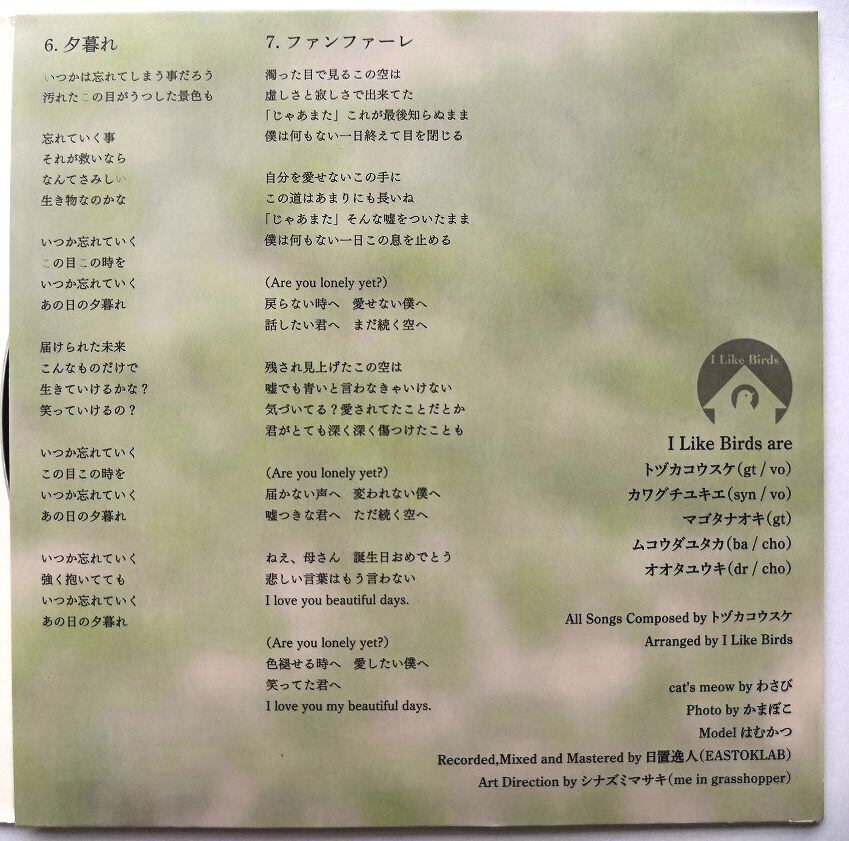 6. 夕暮れ
いつかは忘れてしまう事だろう
汚れたこの目がうつした景色も
忘れていく事
それが救いなら
なんてさみしい
生き物なのかな
いつか忘れていく
この目この時を
いつか忘れていく
あの日の夕暮れ
届けられた未来
こんなものだけで
生きていけるかな？
笑っていけるの？
いつか忘れていく
この目この時を
いつか忘れていく
あの日の夕暮れ
いつか忘れていく
強く抱いてても
いつか忘れていく
あの日の夕暮れ
7. ファンファーレ
濁った目で見るこの空は
虚しさと寂しさで出来てた
「じゃあまた」これが最後知らぬまま
僕は何もない一日終えて目を閉じる
自分を愛せないこの手に
この道はあまりにも長いね
「じゃあまた」そんな嘘をついたまま
僕は何もない一日この息を止める
(Are you lonely yet?)
戻らない時へ　愛せない僕へ
話したい君へ　まだ続く空へ
残され見上げたこの空は
嘘でも青いと言わなきゃいけない
気づいてる？愛されてたことだとか
君がとても深く深く傷つけたことも
(Are you lonely yet?)
届かない声へ　変われない僕へ
嘘つきな君へ　ただ続く空へ
ねえ、母さん　誕生日おめでとう
悲しい言葉はもう言わない
I love you beautiful days.
(Are you lonely yet?)
色褪せる時へ　愛したい僕へ
笑ってた君へ
I love you my beautiful days.
I Like Birds
I Like Birds are
トヅカコウスケ(gt / vo)
カワグチユキエ(syn / vo)
マゴタナオキ(gt)
ムコウダユタカ(ba / cho)
オオタユウキ(dr / cho)
All Songs Composed by トヅカコウスケ
Arranged by I Like Birds
cat's meow by わさび
Photo by かまぼこ
Model はむかつ
Recorded,Mixed and Mastered by 日置逸人(EASTOKLAB)
Art Direction by シナズミマサキ(me in grasshopper)